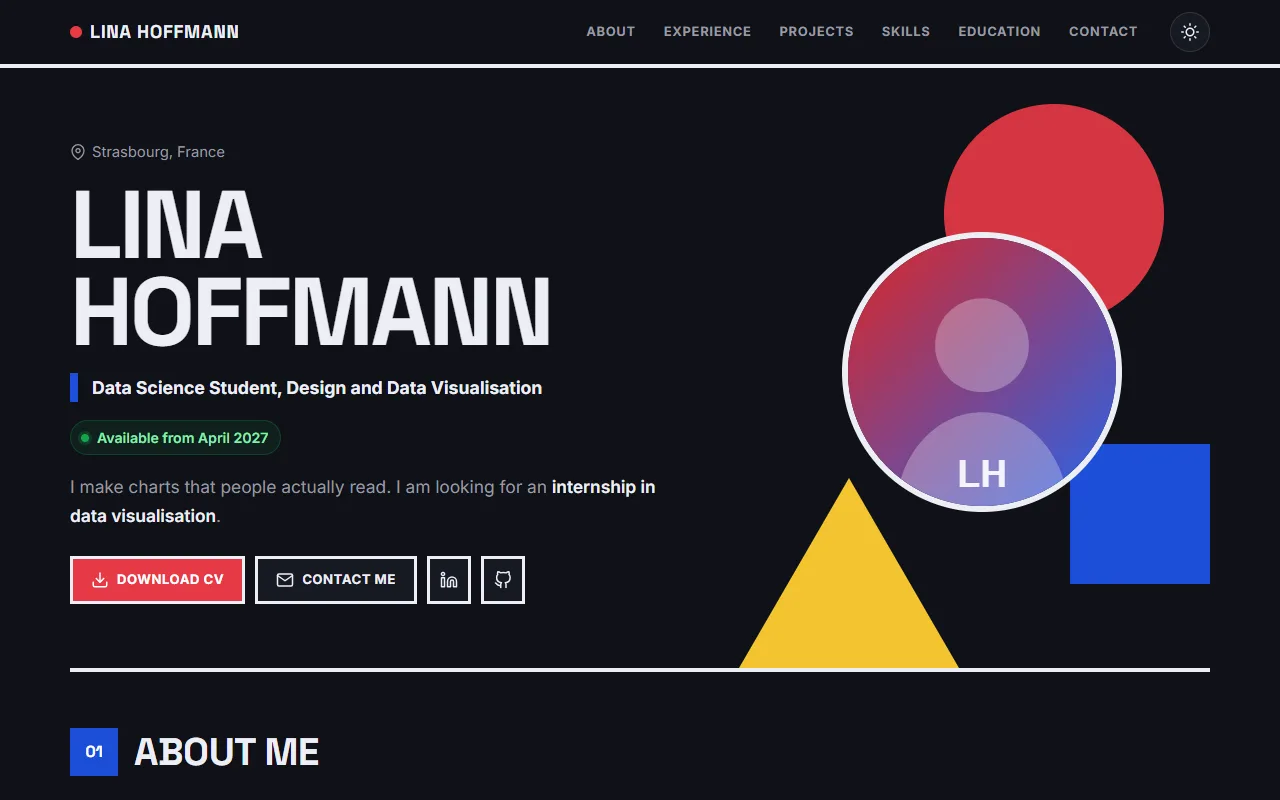 LINA HOFFMANN
ABOUT EXPERIENCE PROJECTS SKILLS EDUCATION CONTACT
Strasbourg, France
LINA
HOFFMANN
Data Science Student, Design and Data Visualisation
Available from April 2027
I make charts that people actually read. I am looking for an internship in
data visualisation.
DOWNLOAD CV CONTACT ME in
LH
01 ABOUT ME